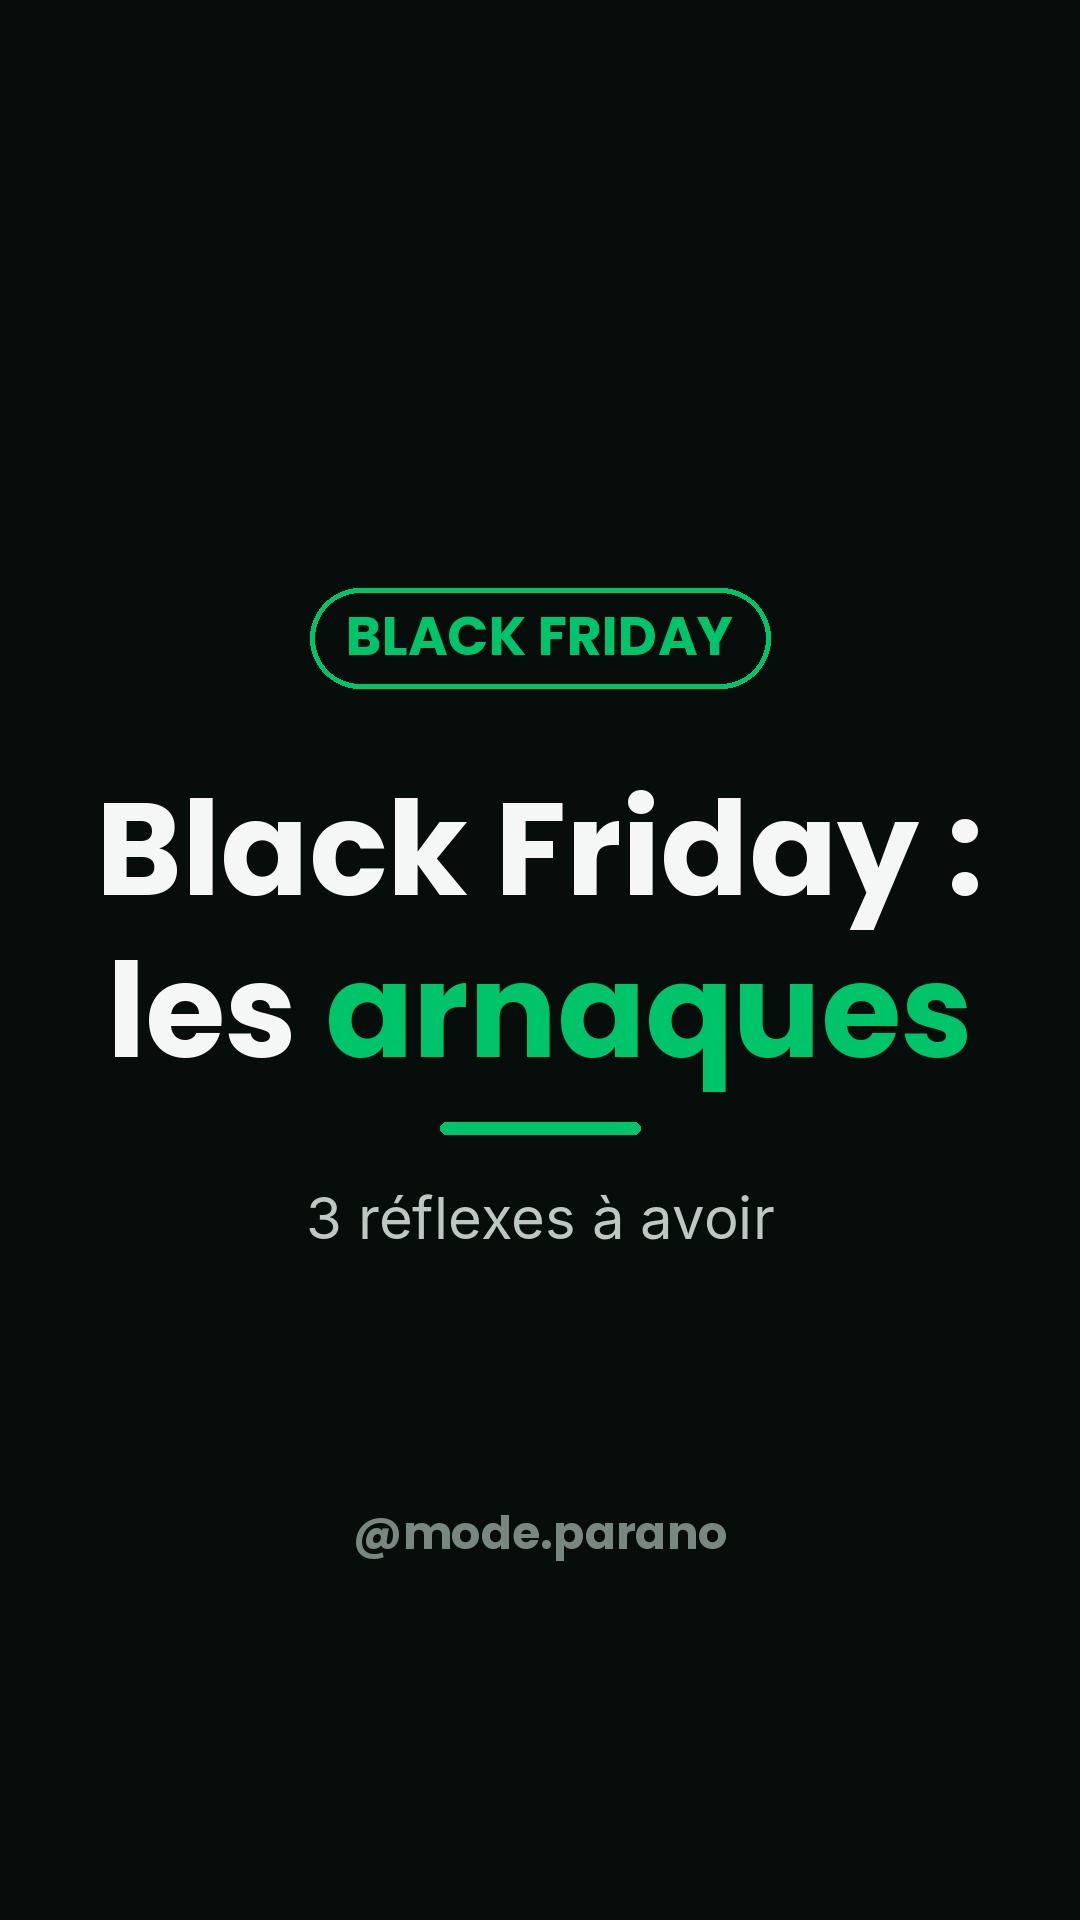 BLACK FRIDAY
Black Friday :
les arnaques
3 réflexes à avoir
@mode.parano